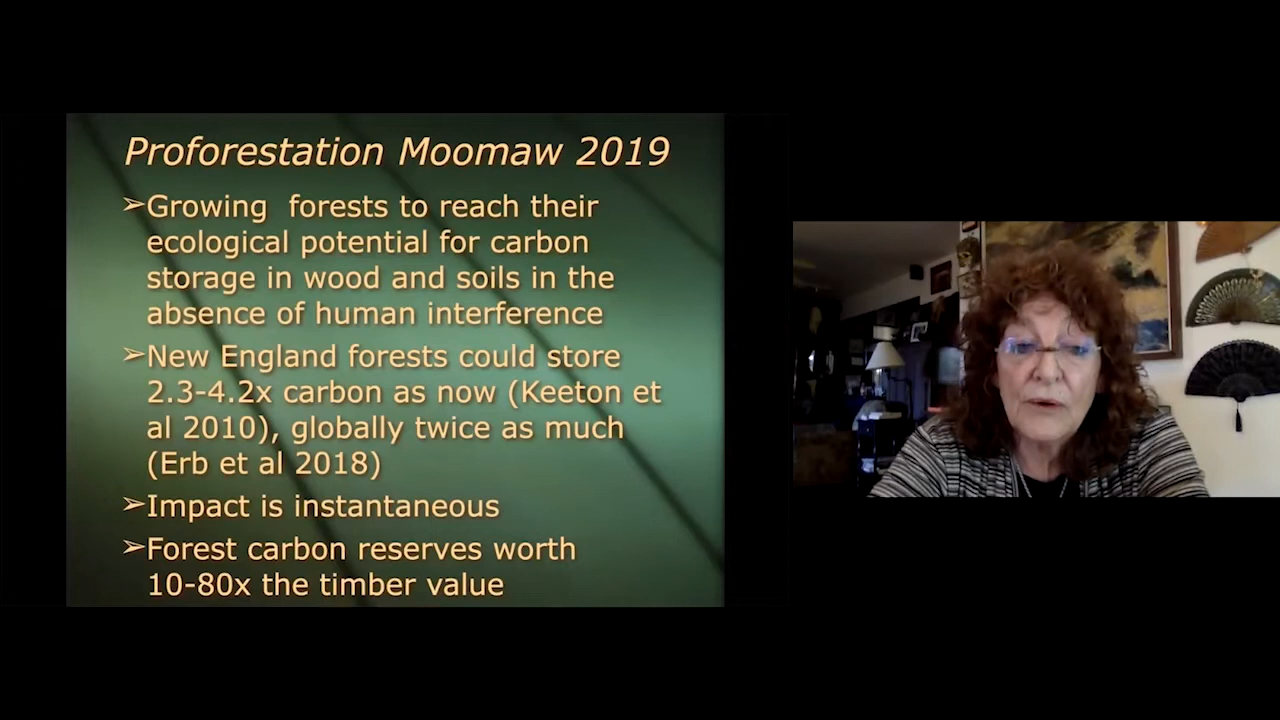 Proforestation Moomaw 2019
➢Growing  forests to reach their
ecological potential for carbon
storage in wood and soils in the
absence of human interference
➢New England forests could store
2.3-4.2x carbon as now (Keeton et
al 2010), globally twice as much
(Erb et al 2018)
➢Impact is instantaneous
➢Forest carbon reserves worth
10-80x the timber value